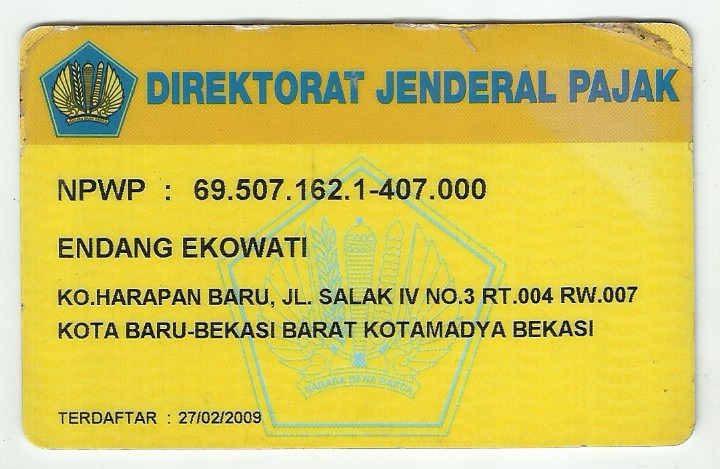 DIREKTORAT JENDERAL PAJAK
NPWP : 69.507.162.1-407.000
ENDANG EKOWATI
KO.HARAPAN BARU, JL. SALAK IV NO.3 RT.004 RW.007
KOTA BARU-BEKASI BARAT KOTAMADYA BEKASI
NAGARA DANA RAKCA
TERDAFTAR : 27/02/2009